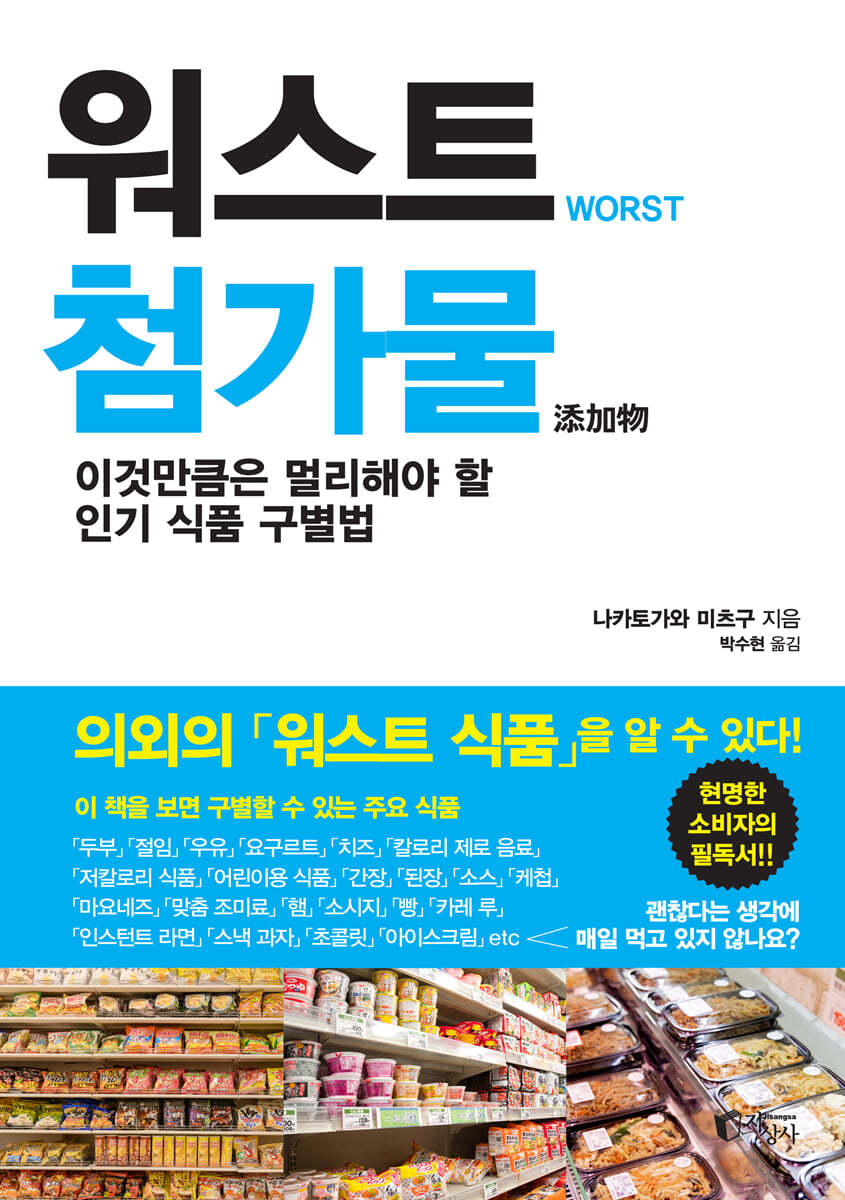 워스트 WORST
첨가물 添加物
이것만큼은 멀리해야 할
인기 식품 구별법
나카토가와 미츠구 지음
박수현 옮김
의외의 「워스트 식품」을 알 수 있다!
이 책을 보면 구별할 수 있는 주요 식품
「두부」「절임」「우유」「요구르트」「치즈」「칼로리 제로 음료」
「저칼로리 식품」「어린이용 식품」「간장」「된장」「소스」「케첩」
「마요네즈」「맞춤 조미료」「햄」「소시지」「빵」「카레 루」
「인스턴트 라면」「스낵 과자」「초콜릿」「아이스크림」 etc
현명한
소비자의
필독서!!
괜찮다는 생각에
매일 먹고 있지 않나요?
Jisangsa
지상사